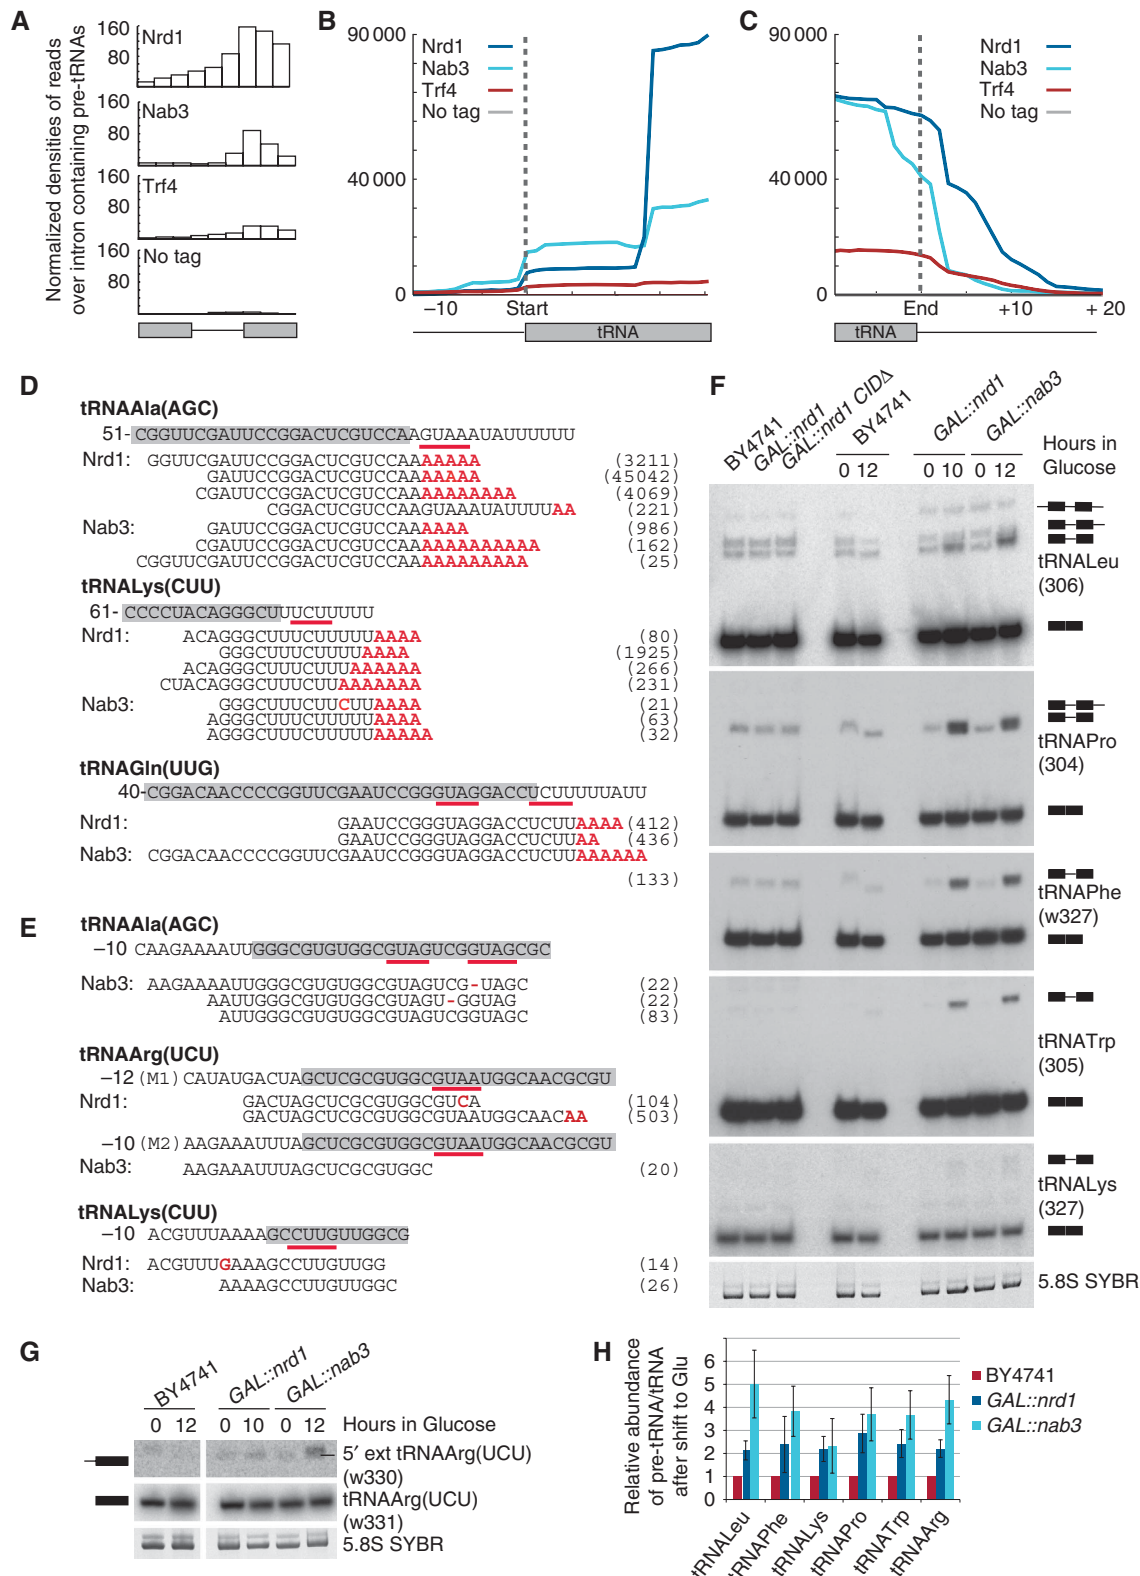 A
Normalized densities of reads
over intron containing pre-tRNAs
160
80
Nrd1
160
80
Nab3
160
80
Trf4
160
80
No tag
B
90 000
40 000
0
Nrd1
Nab3
Trf4
No tag
−10
Start
tRNA
C
90 000
40 000
0
Nrd1
Nab3
Trf4
No tag
End
+10
+ 20
tRNA
D
tRNAAla(AGC)
51- CGGUUCGAUUCCGGACUCGUCCAAGUAAAUAUUUUUU
Nrd1: GGUUCGAUUCCGGACUCGUCCAAAAAAA (3211)
GAUUCCGGACUCGUCCAAAAAAA (45042)
CGAUUCCGGACUCGUCCAAAAAAAAAA (4069)
CGGACUCGUCCAAGUAAAUAUUUUAA (221)
Nab3: GAUUCCGGACUCGUCCAAAAAA (986)
CGAUUCCGGACUCGUCCAAAAAAAAAAAA (162)
CGGUUCGAUUCCGGACUCGUCCAAAAAAAAAAA (25)
tRNALys(CUU)
61- CCCCUACAGGGCUUUCUUUUUU
Nrd1: ACAGGGCUUUCUUUUUAAAA (80)
GGGCUUUCUUUUAAAA (1925)
ACAGGGCUUUCUUUAAAAAA (266)
CUACAGGGCUUUCUUAAAAAAA (231)
Nab3: GGGCUUUCUUCUUAAAA (21)
AGGGCUUUCUUUUUAAAA (63)
AGGGCUUUCUUUUUAAAAA (32)
tRNAGln(UUG)
40- CGGACAACCCCGGUUCGAAUCCGGGUAGGACCUCUUUUUAUU
Nrd1: GAAUCCGGGUAGGACCUCUUAAAA (412)
GAAUCCGGGUAGGACCUCUUAA (436)
Nab3: CGGACAACCCCGGUUCGAAUCCGGGUAGGACCUCUUAAAAAA
(133)
E
tRNAAla(AGC)
−10 CAAGAAAAUUGGGCGUGUGGCGUAGUCGGUAGCGC
Nab3: AAGAAAAUUGGGCGUGUGGCGUAGUCG-UAGC (22)
AAUUGGGCGUGUGGCGUAGU-GGUAG (22)
AUUGGGCGUGUGGCGUAGUCGGUAGC (83)
tRNAArg(UCU)
−12 (M1) CAUAUGACUAGCUCGCGUGGCGUAAUGGCAACGCGU
Nrd1: GACUAGCUCGCGUGGCGUCA (104)
GACUAGCUCGCGUGGCGUAAUGGCAACAA (503)
−10 (M2) AAGAAAUUUAGCUCGCGUGGCGUAAUGGCAACGCGU
Nab3: AAGAAAUUUAGCUCGCGUGGC (20)
tRNALys(CUU)
−10 ACGUUUAAAAGCCUUGUUGGCG
Nrd1: ACGUUUGAAAGCCUUGUUGG (14)
Nab3: AAAAGCCUUGUUGGC (26)
F
BY4741
GAL::nrd1
GAL::nrd1 CIDΔ
BY4741
GAL::nrd1
GAL::nab3
0 12 0 10 0 12
Hours in
Glucose
tRNALeu
(306)
tRNAPro
(304)
tRNAPhe
(w327)
tRNATrp
(305)
tRNALys
(327)
5.8S SYBR
G
BY4741
GAL::nrd1
GAL::nab3
0 12 0 10 0 12 Hours in Glucose
5′ ext tRNAArg(UCU)
(w330)
tRNAArg(UCU)
(w331)
5.8S SYBR
H
Relative abundance
of pre-tRNA/tRNA
after shift to Glu
6
5
4
3
2
1
0
BY4741
GAL::nrd1
GAL::nab3
tRNALeu
tRNAPhe
tRNALys
tRNAPro
tRNATrp
tRNAArg